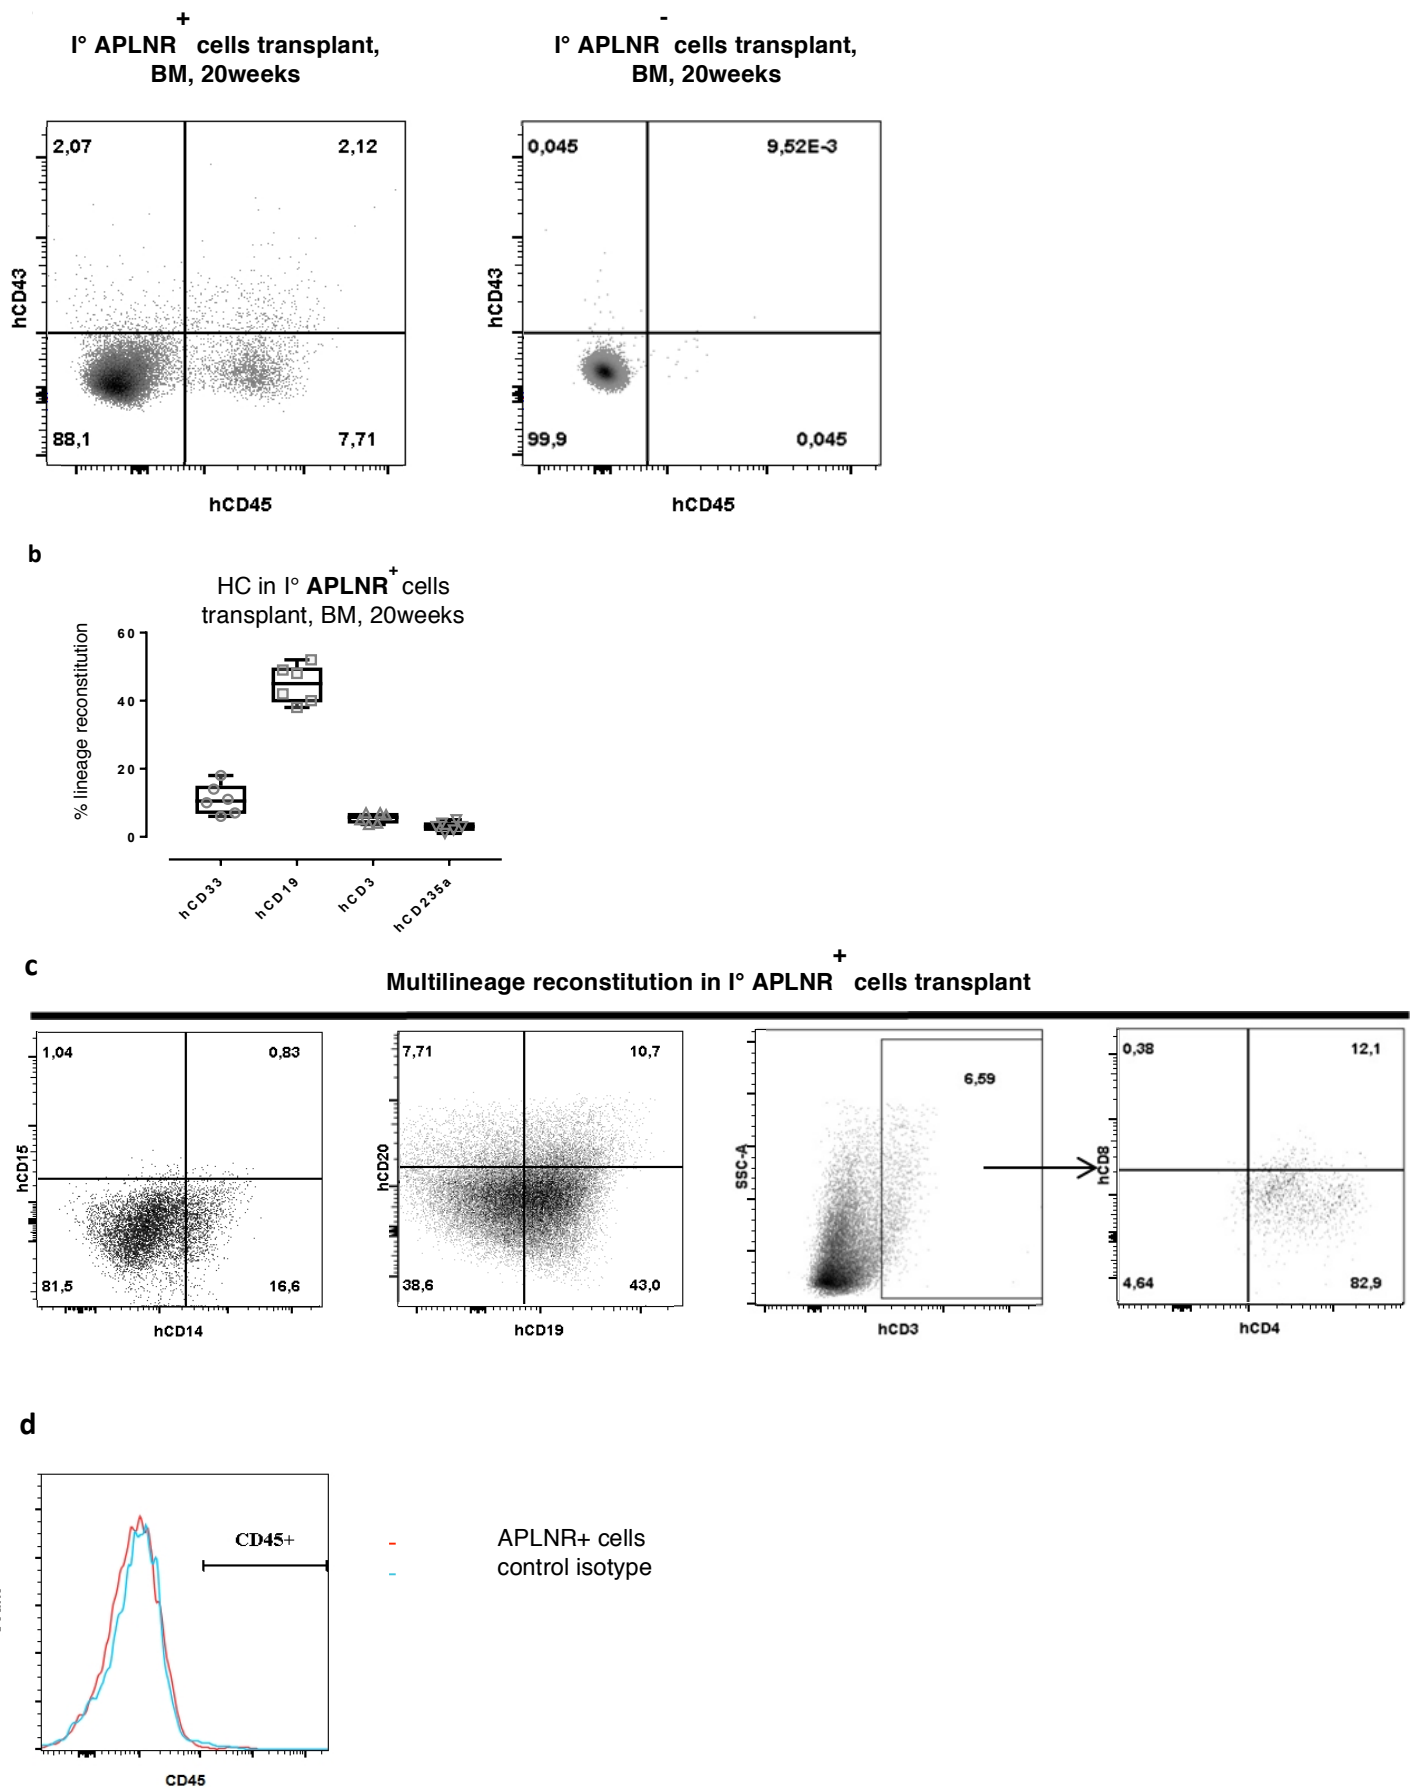 I° APLNR+ cells transplant,
BM, 20weeks
2,07
2,12
88,1
7,71
hCD43
hCD45
I° APLNR- cells transplant,
BM, 20weeks
0,045
9,52E-3
99,9
0,045
hCD43
hCD45
b
HC in I° APLNR+ cells
transplant, BM, 20weeks
% lineage reconstitution
60
40
20
0
hCD33
hCD19
hCD3
hCD235a
c
Multilineage reconstitution in I° APLNR+ cells transplant
1,04
0,83
81,5
16,6
hCD15
hCD14
7,71
10,7
38,6
43,0
hCD20
hCD19
6,59
SSC-A
hCD3
0,38
12,1
4,64
82,9
hCD8
hCD4
d
CD45+
CD45
APLNR+ cells
control isotype